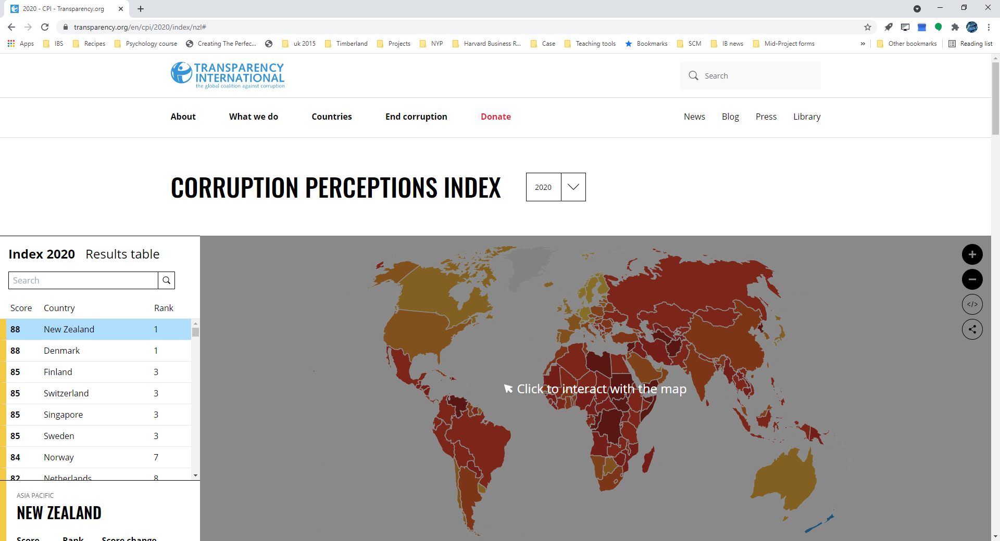 2020 - CPI - Transparency.org
transparency.org/en/cpi/2020/index/nzl#
Apps IBS Recipes Psychology course Creating The Perfec... uk 2015 Timberland Projects NYP Harvard Business R... Case Teaching tools Bookmarks SCM IB news Mid-Project forms » Other bookmarks Reading list
TRANSPARENCY
INTERNATIONAL
the global coalition against corruption
Search
About What we do Countries End corruption Donate News Blog Press Library
CORRUPTION PERCEPTIONS INDEX 2020
Index 2020 Results table
Search
Score Country Rank
88 New Zealand 1
88 Denmark 1
85 Finland 3
85 Switzerland 3
85 Singapore 3
85 Sweden 3
84 Norway 7
82 Netherlands 8
Click to interact with the map
</>
ASIA PACIFIC
NEW ZEALAND
Score Rank Score change